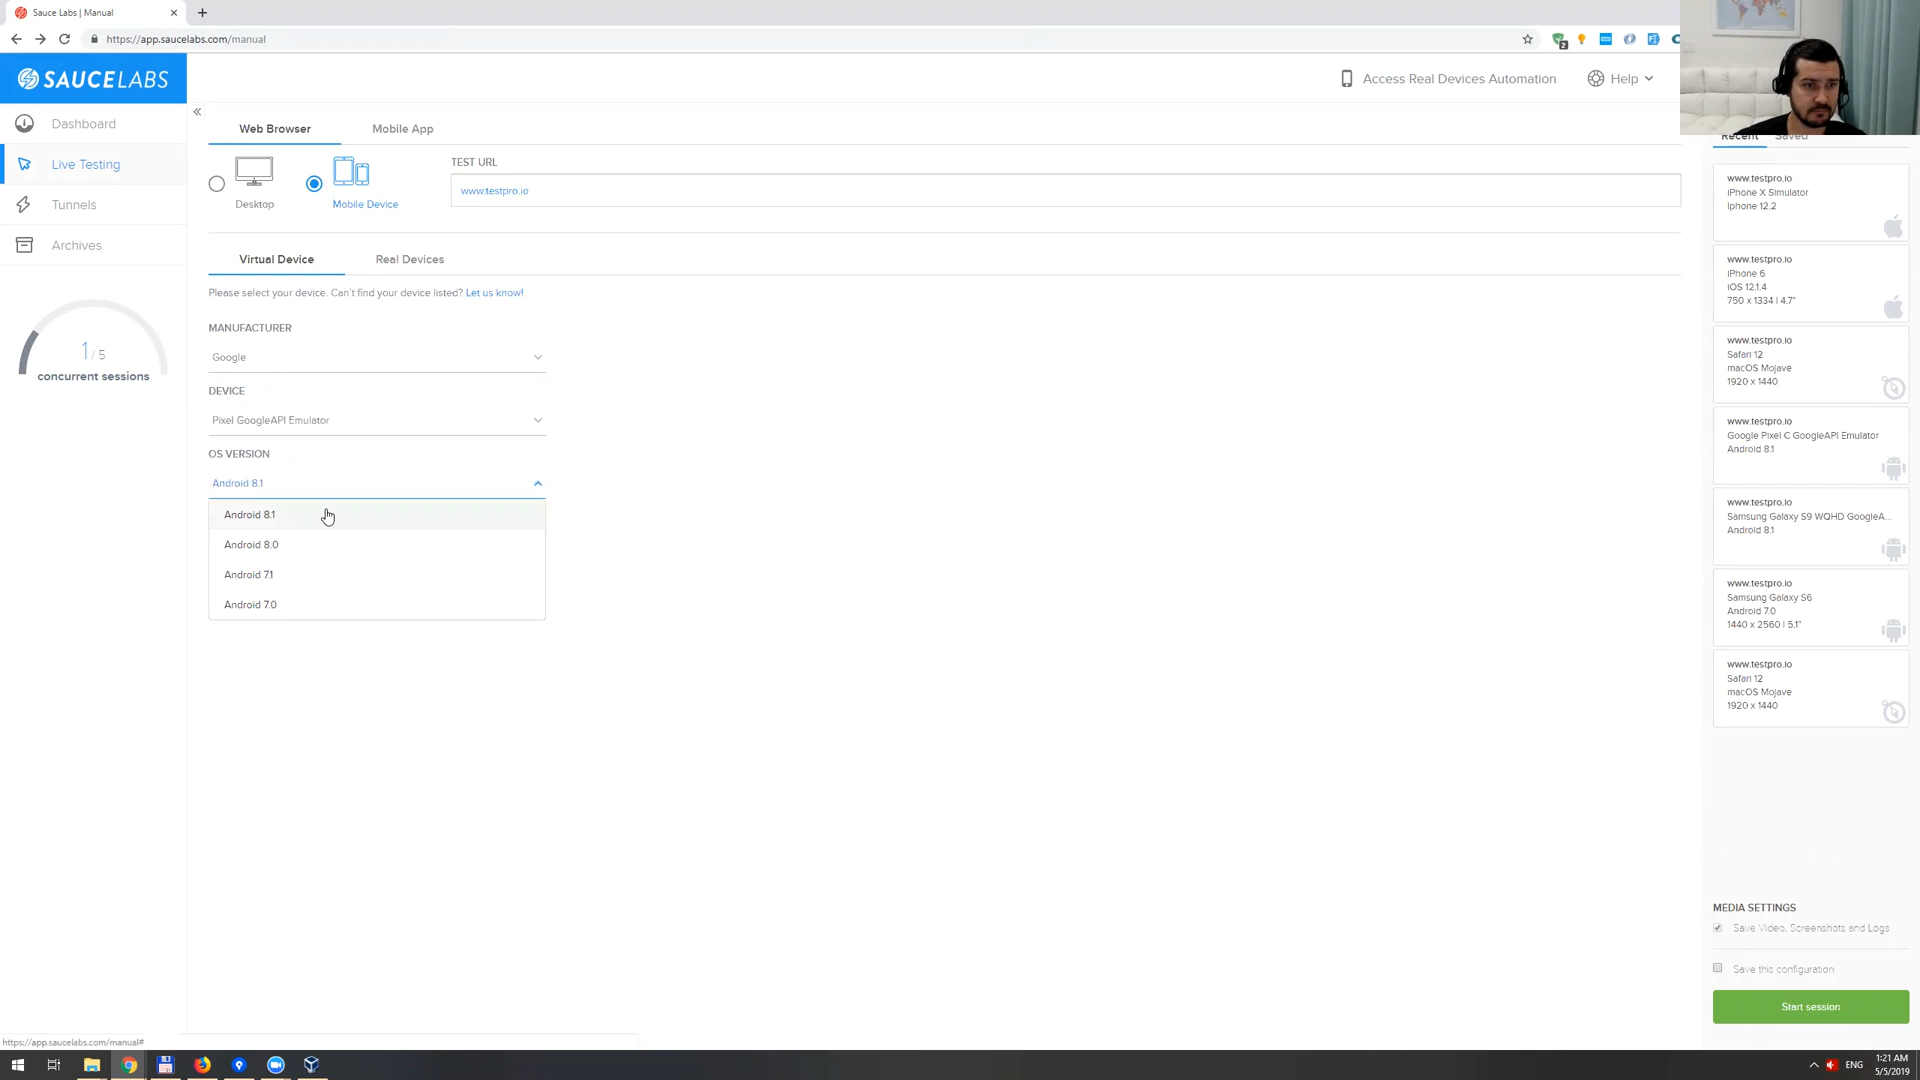 Sauce Labs | Manual
https://app.saucelabs.com/manual
2
SAUCELABS
Access Real Devices Automation
Help
Dashboard
Live Testing
Tunnels
Archives
1 / 5
concurrent sessions
Web Browser
Mobile App
Desktop
Mobile Device
TEST URL
www.testpro.io
Virtual Device
Real Devices
Please select your device. Can't find your device listed? Let us know!
MANUFACTURER
Google
DEVICE
Pixel GoogleAPI Emulator
OS VERSION
Android 8.1
Android 8.1
Android 8.0
Android 7.1
Android 7.0
Recent
Saved
www.testpro.io
iPhone X Simulator
Iphone 12.2
www.testpro.io
iPhone 6
iOS 12.1.4
750 x 1334 | 4.7"
www.testpro.io
Safari 12
macOS Mojave
1920 x 1440
www.testpro.io
Google Pixel C GoogleAPI Emulator
Android 8.1
www.testpro.io
Samsung Galaxy S9 WQHD GoogleA...
Android 8.1
www.testpro.io
Samsung Galaxy S6
Android 7.0
1440 x 2560 | 5.1"
www.testpro.io
Safari 12
macOS Mojave
1920 x 1440
MEDIA SETTINGS
Save Video, Screenshots and Logs
Save this configuration
Start session
https://app.saucelabs.com/manual#
ENG
1:21 AM
5/5/2019